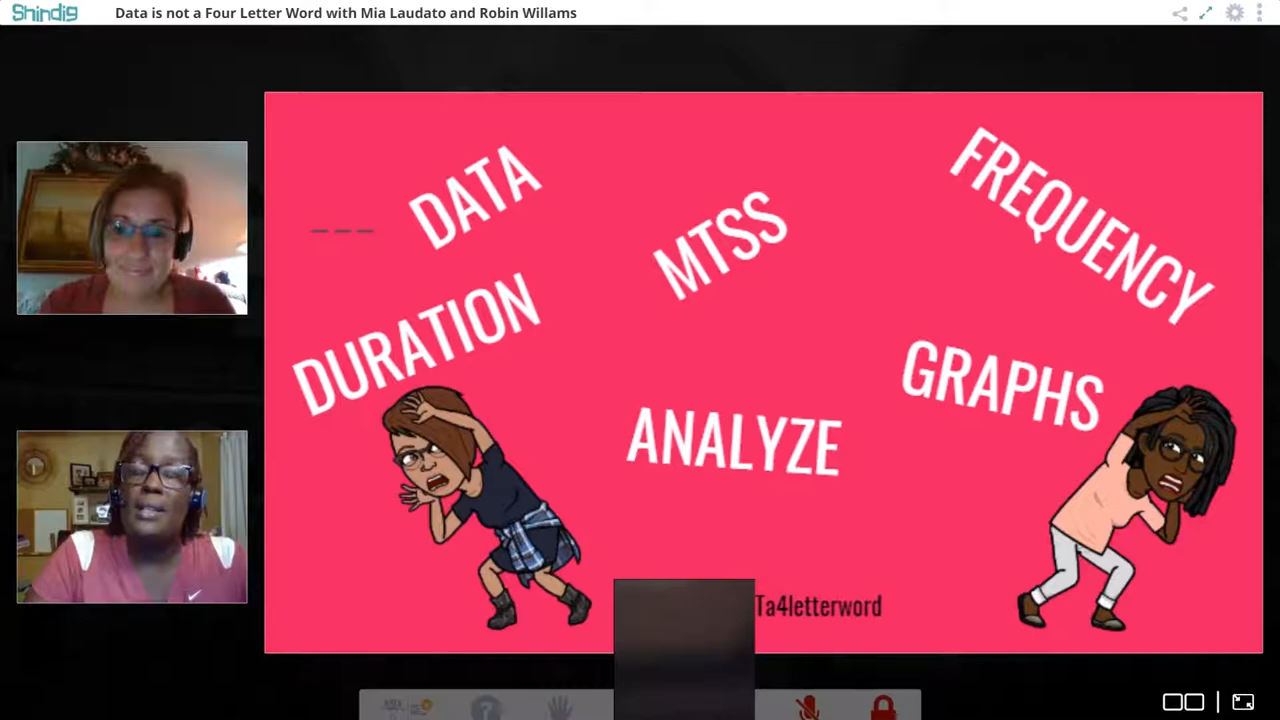 Shindig
Data is not a Four Letter Word with Mia Laudato and Robin Willams
DATA
MTSS
FREQUENCY
DURATION
GRAPHS
ANALYZE
Ta4letterword